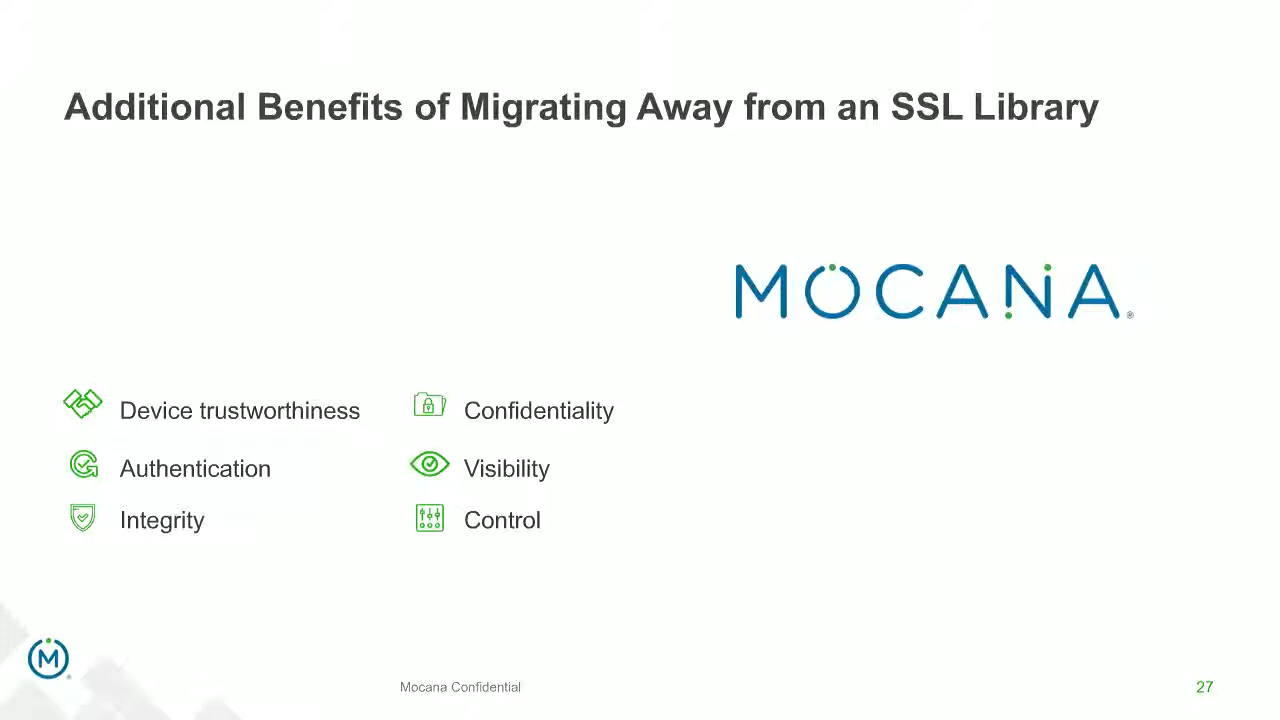 Additional Benefits of Migrating Away from an SSL Library
MOCANA®
Device trustworthiness
Confidentiality
Authentication
Visibility
Integrity
Control
M®
Mocana Confidential
27